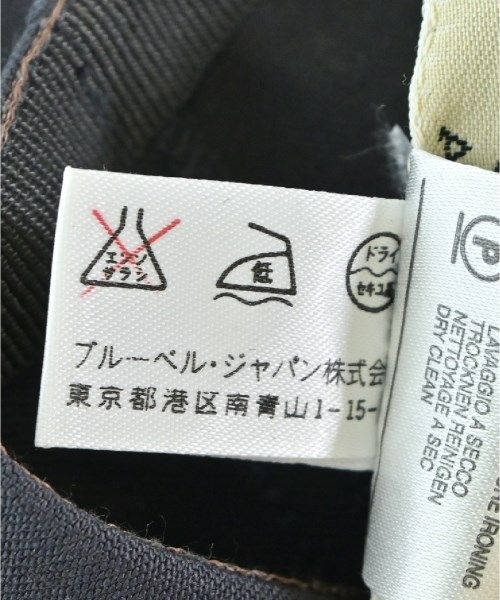 エンソ
サラシ
低
ドライ
セキユ系
ブルーベル・ジャパン株式会
東京都港区南青山1-15-
P
LAVAGGIO A SECCO
TROCKNEN REINIGEN
NETTOYAGE A SEC
DRY CLEAN
IRONING